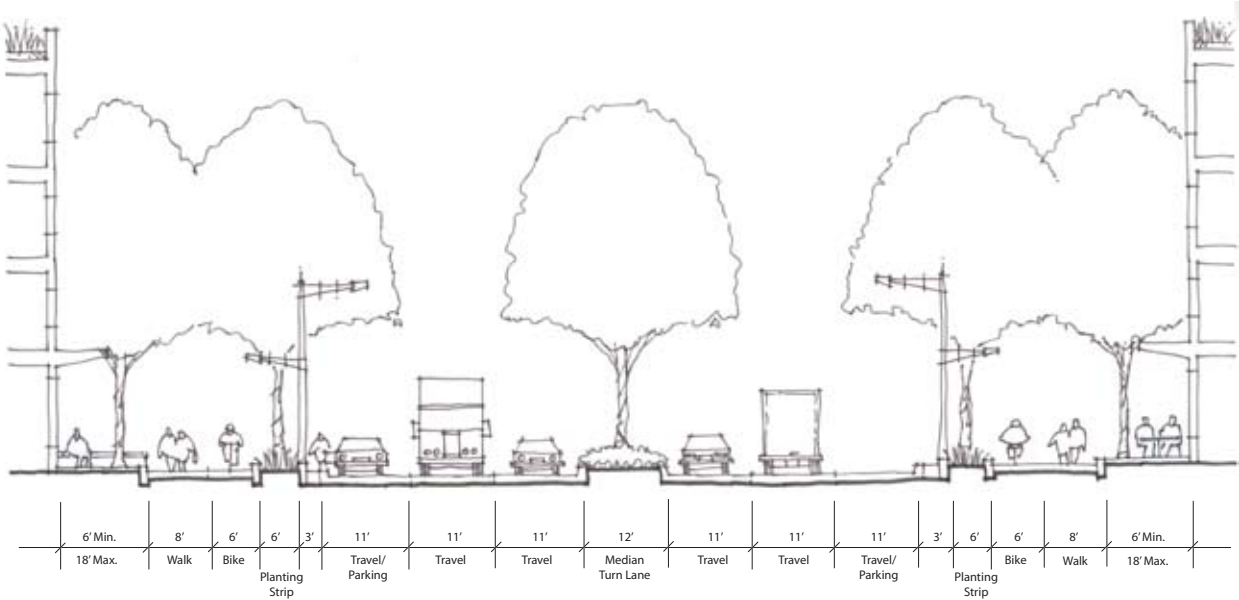 6' Min. 8' 6' 6' 3' 11' 11' 11' 12' 11' 11' 11' 3' 6' 6' 8' 6' Min.
18' Max. Walk Bike Planting Strip Travel/ Parking Travel Travel Median Turn Lane Travel Travel Travel/ Parking Planting Strip Bike Walk 18' Max.